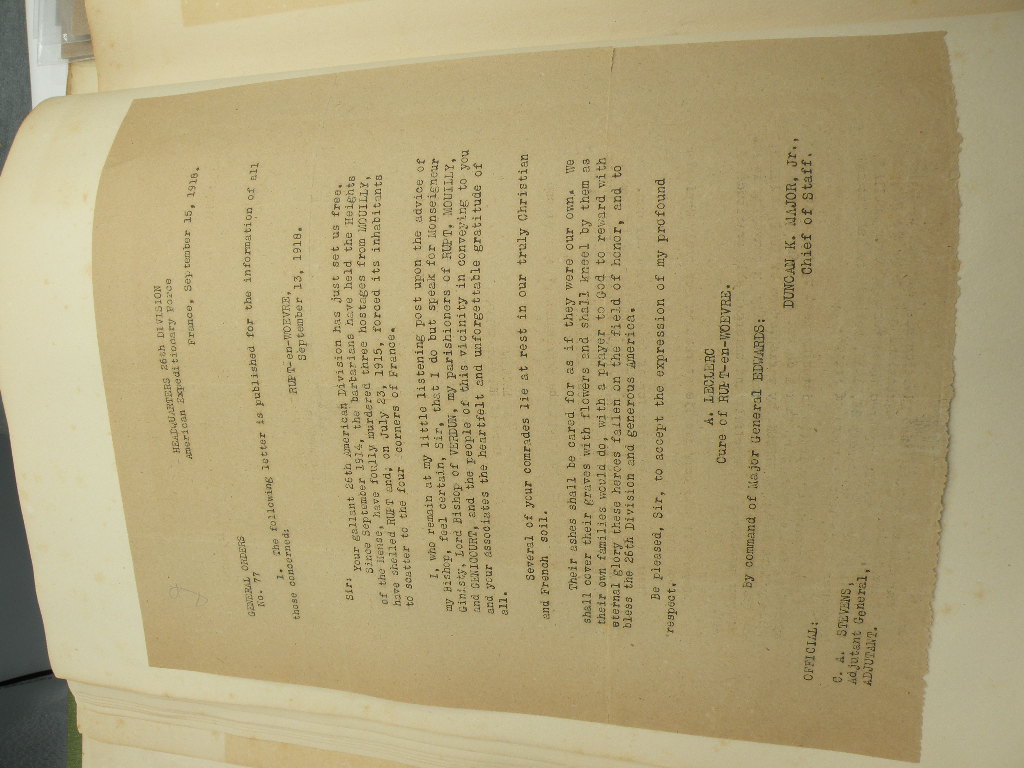 HEADQUARTERS 26th DIVISION
American Expeditionary Force
France, September 15, 1918.
GENERAL ORDERS
No. 77
1. The following letter is published for the information of all
those concerned:
RUPT-en-WOEVRE,
September 13, 1918.
Sir: Your gallant 26th American Division has just set us free.
Since September 1914, the barbarians have held the Heights
of the Meuse, have foully murdered three hostages from MOUILLY,
have shelled RUPT and, on July 23, 1915, forced its inhabitants
to scatter to the four corners of France.
I, who remain at my little listening post upon the advice of
my Bishop, feel certain, Sir, that I do but speak for Monseigneur
Ginisty, Lord Bishop of VERDUN, my parishioners of RUPT, MOUILLY,
and GENICOURT, and the people of this vicinity in conveying to you
and your associates the heartfelt and unforgettable gratitude of
all.
Several of your comrades lie at rest in our truly Christian
and French soil.
Their ashes shall be cared for as if they were our own. We
shall cover their graves with flowers and shall kneel by them as
their own families would do, with a prayer to God to reward with
eternal glory these heroes fallen on the field of honor, and to
bless the 26th Division and generous America.
Be pleased, Sir, to accept the expression of my profound
respect.
A. LECLERC
Cure of RUPT-en-WOEVRE.
By command of Major General EDWARDS:
DUNCAN K. MAJOR, Jr.,
Chief of Staff.
OFFICIAL:
C. A. STEVENS,
Adjutant General,
ADJUTANT.